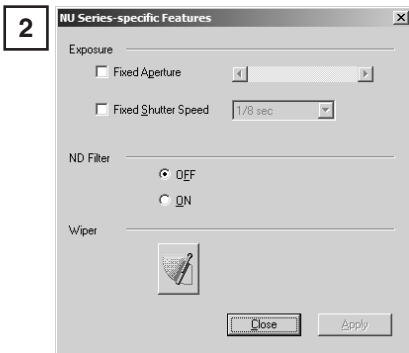 2
NU Series-specific Features
Exposure
Fixed Aperture
Fixed Shutter Speed 1/8 sec
ND Filter
OFF
ON
Wiper
Close Apply